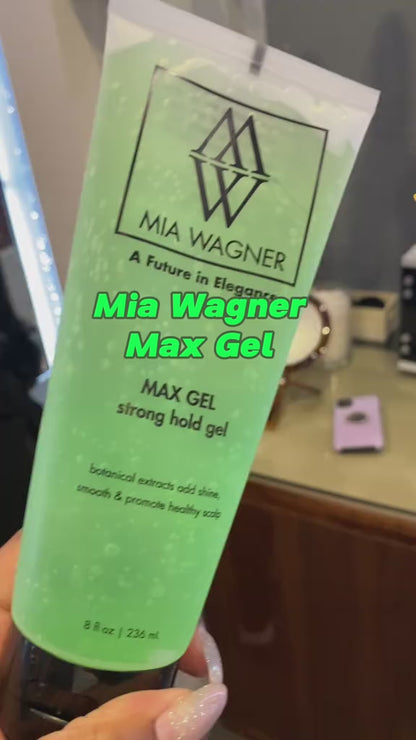 MW
MIA WAGNER
A Future in Elegance
Mia Wagner
Max Gel
MAX GEL
strong hold gel
botanical extracts add shine,
smooth & promote healthy scalp
8 fl oz | 236 ml